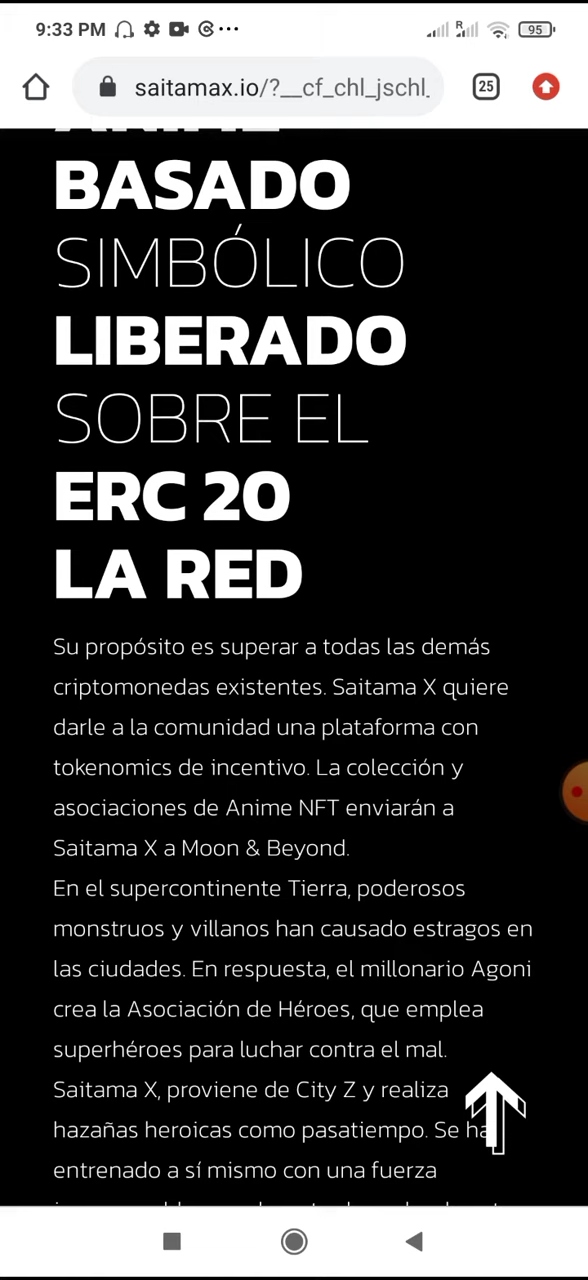 9:33 PM
R
95
saitamax.io/?__cf_chl_jschl_
25
ANIME
BASADO
SIMBÓLICO
LIBERADO
SOBRE EL
ERC 20
LA RED
Su propósito es superar a todas las demás
criptomonedas existentes. Saitama X quiere
darle a la comunidad una plataforma con
tokenomics de incentivo. La colección y
asociaciones de Anime NFT enviarán a
Saitama X a Moon & Beyond.
En el supercontinente Tierra, poderosos
monstruos y villanos han causado estragos en
las ciudades. En respuesta, el millonario Agoni
crea la Asociación de Héroes, que emplea
superhéroes para luchar contra el mal.
Saitama X, proviene de City Z y realiza
hazañas heroicas como pasatiempo. Se ha
entrenado a sí mismo con una fuerza